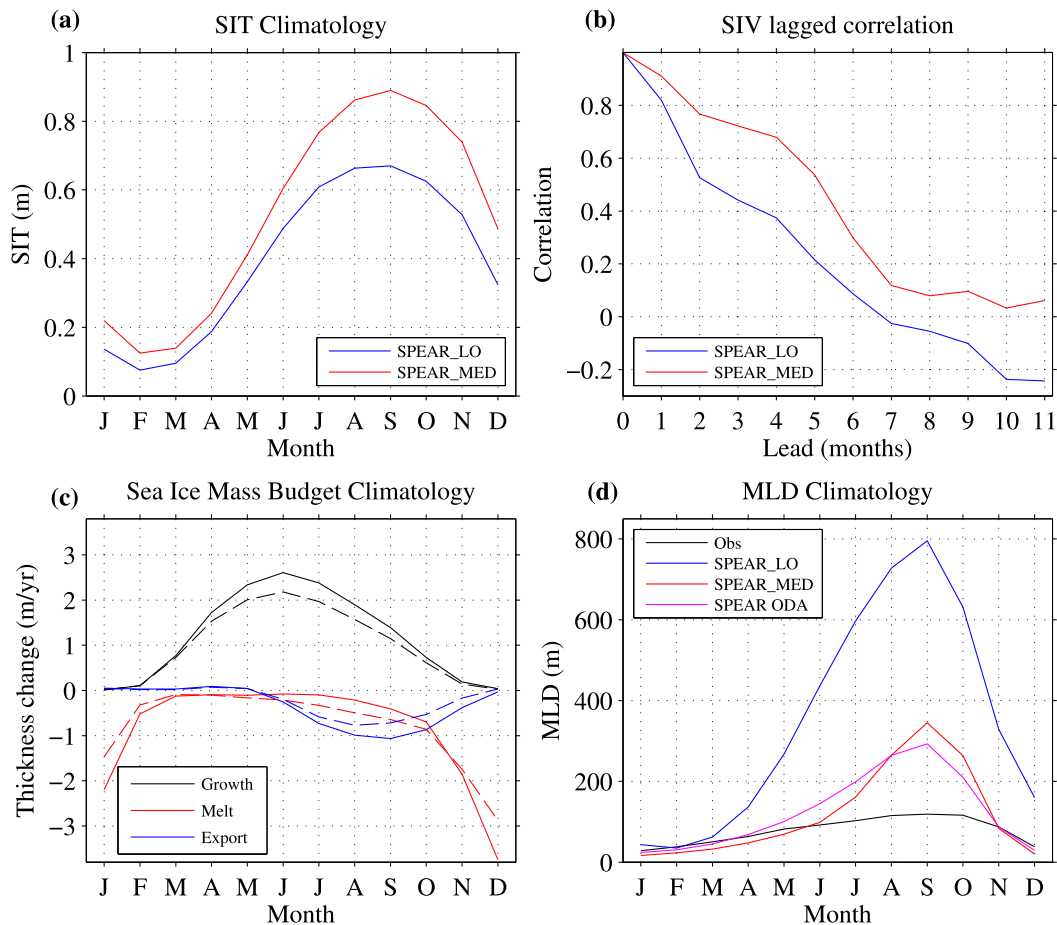 (a) SIT Climatology
1
0.8
0.6
0.4
0.2
0
SIT (m)
SPEAR_LO
SPEAR_MED
J F M A M J J A S O N D
Month
(b) SIV lagged correlation
0.8
0.6
0.4
0.2
0
−0.2
Correlation
SPEAR_LO
SPEAR_MED
0 1 2 3 4 5 6 7 8 9 10 11
Lead (months)
(c) Sea Ice Mass Budget Climatology
3
2
1
0
−1
−2
−3
Thickness change (m/yr)
Growth
Melt
Export
J F M A M J J A S O N D
Month
(d) MLD Climatology
800
600
400
200
0
MLD (m)
Obs
SPEAR_LO
SPEAR_MED
SPEAR ODA
J F M A M J J A S O N D
Month